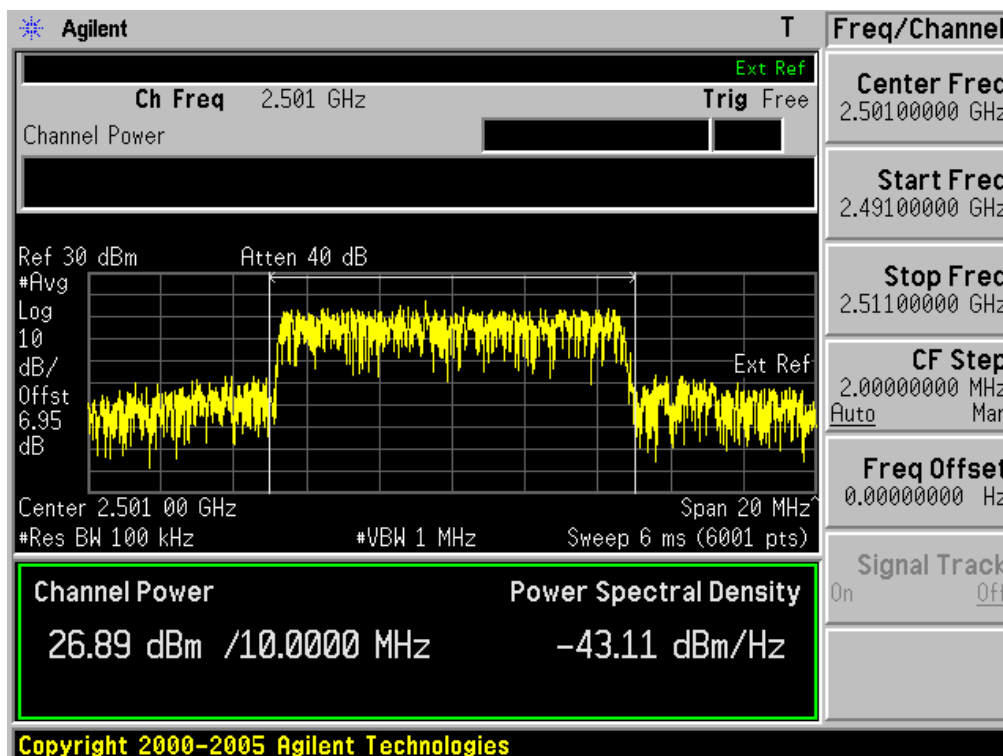 Agilent T
Ext Ref
Ch Freq 2.501 GHz Trig Free
Channel Power
Ref 30 dBm Atten 40 dB
#Avg
Log
10
dB/
Offst
6.95
dB
Ext Ref
Center 2.501 00 GHz Span 20 MHz^
#Res BW 100 kHz #VBW 1 MHz Sweep 6 ms (6001 pts)
Channel Power Power Spectral Density
26.89 dBm /10.0000 MHz -43.11 dBm/Hz
Copyright 2000-2005 Agilent Technologies
Freq/Channel
Center Freq
2.50100000 GHz
Start Freq
2.49100000 GHz
Stop Freq
2.51100000 GHz
CF Step
2.00000000 MHz
Auto Man
Freq Offset
0.00000000 Hz
Signal Track
On Off